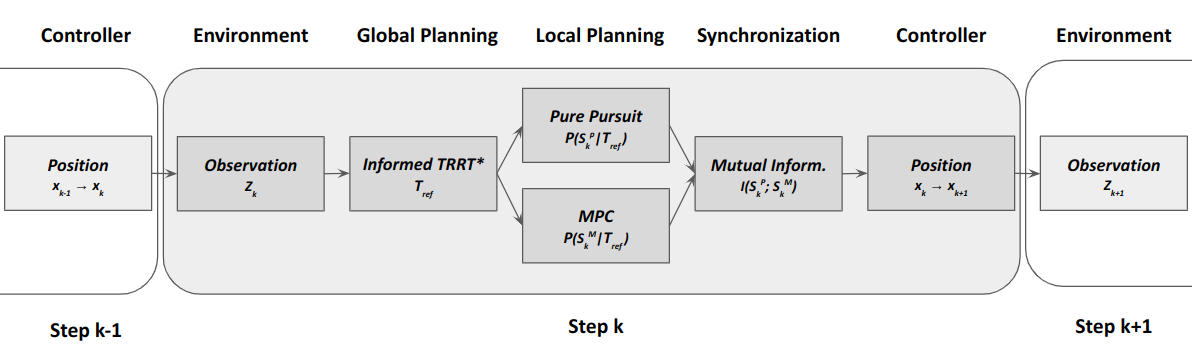 Controller
Environment
Global Planning
Local Planning
Synchronization
Controller
Environment
Position
x_{k-1} → x_k
Observation
Z_k
Informed TRRT*
T_{ref}
Pure Pursuit
P(S_k^P|T_{ref})
MPC
P(S_k^M|T_{ref})
Mutual Inform.
I(S_k^P; S_k^M)
Position
x_k → x_{k+1}
Observation
Z_{k+1}
Step k-1
Step k
Step k+1